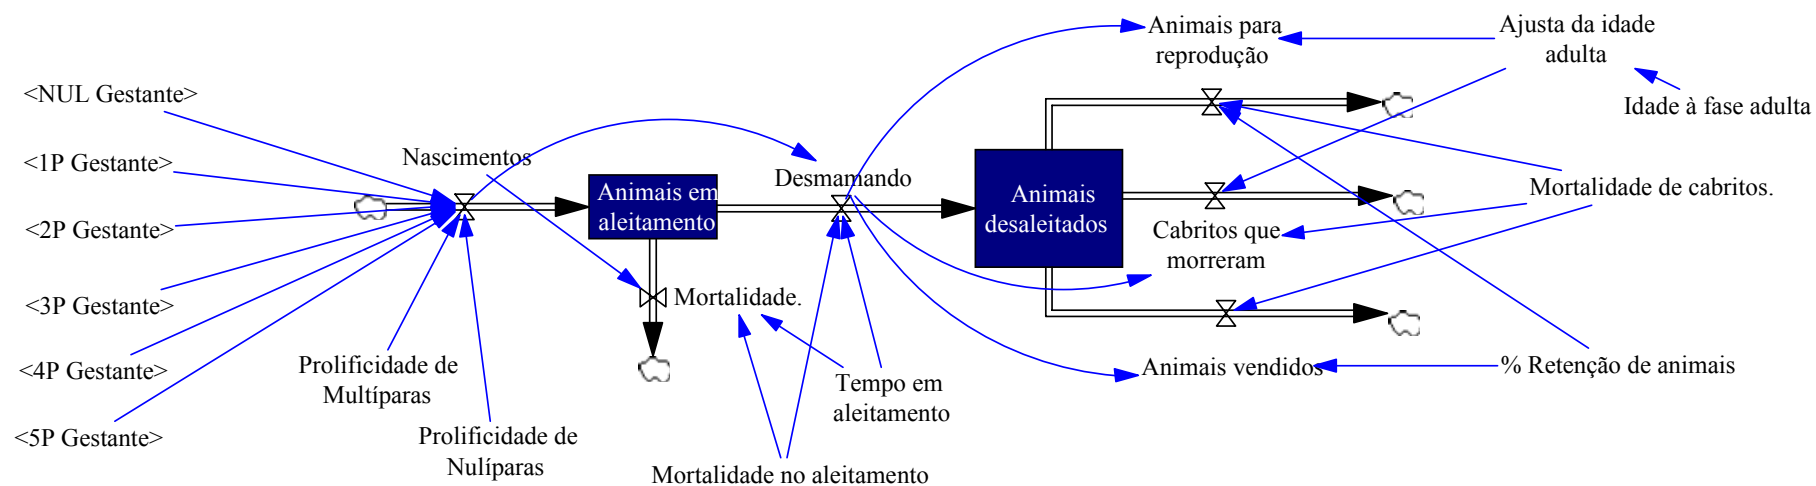 Animais para
reprodução
Ajusta da idade
adulta
<NUL Gestante>
Idade à fase adulta
<1P Gestante>
Nascimentos
Desmamando
Animais em
aleitamento
Animais
desaleitados
Mortalidade de cabritos.
<2P Gestante>
Cabritos que
morreram
<3P Gestante>
Mortalidade.
<4P Gestante>
Prolificidade de
Multíparas
Tempo em
aleitamento
Animais vendidos
% Retenção de animais
<5P Gestante>
Prolificidade de
Nulíparas
Mortalidade no aleitamento